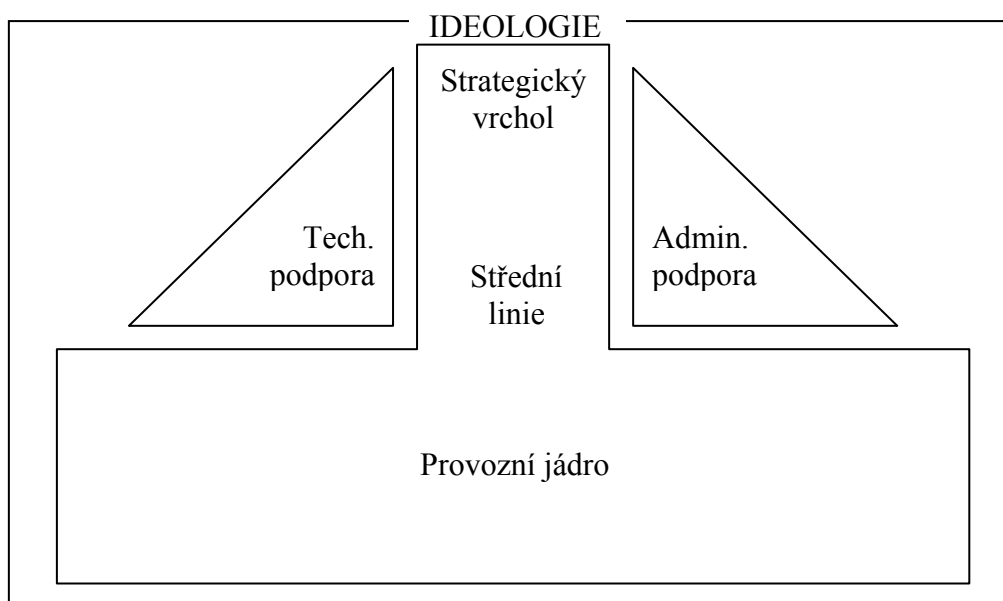 IDEOLOGIE
Strategický
vrchol
Tech.
podpora
Střední
linie
Admin.
podpora
Provozní jádro